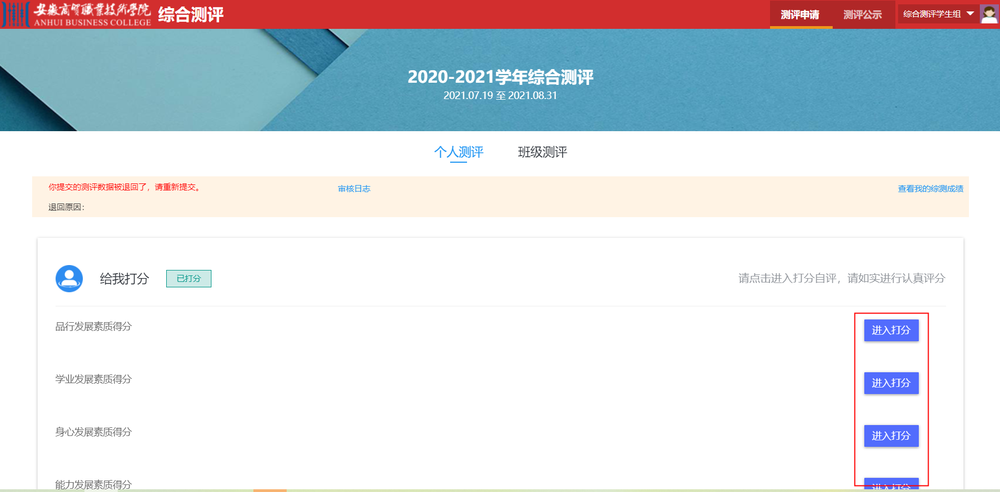 安徽商贸職業技術學院
ANHUI BUSINESS COLLEGE
综合测评
测评申请
测评公示
综合测评学生组
2020-2021学年综合测评
2021.07.19 至 2021.08.31
个人测评
班级测评
你提交的测评数据被退回了，请重新提交。
审核日志
查看我的综测成绩
退回原因：
给我打分
已打分
请点击进入打分自评，请如实进行认真评分
品行发展素质得分
进入打分
学业发展素质得分
进入打分
身心发展素质得分
进入打分
能力发展素质得分
进入打分